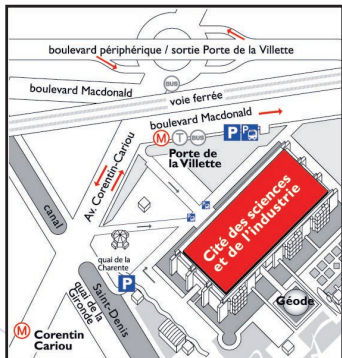 boulevard périphérique / sortie Porte de la Villette
BUS
boulevard Macdonald
voie ferrée
boulevard Macdonald
M T BUS
P P
Porte de
la Villette
Av. Corentin-Cariou
canal
Cité des sciences
et de l'industrie
quai de la
Charente
P
Saint-Denis
quai de la
Gironde
Géode
M Corentin
Cariou